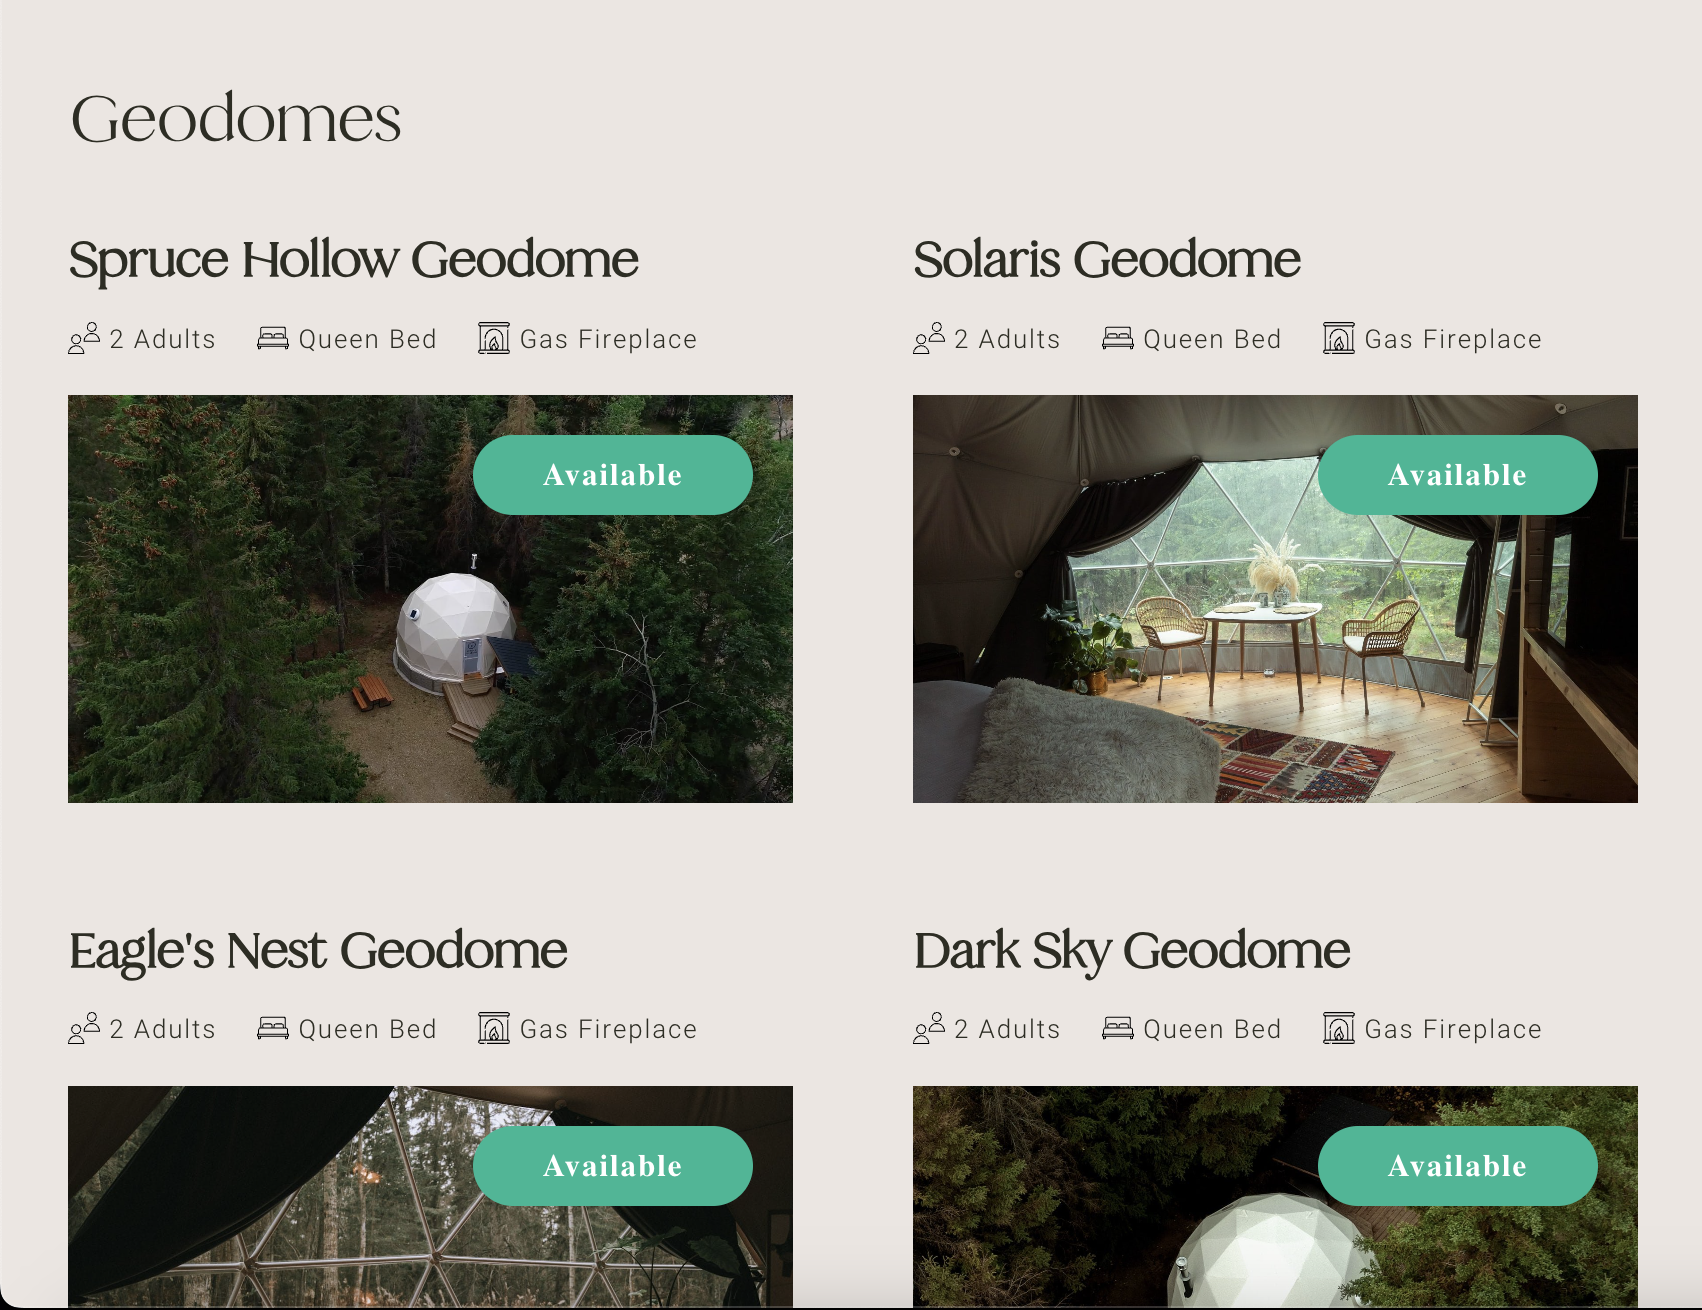 Geodomes
Spruce Hollow Geodome
2 Adults Queen Bed Gas Fireplace
Available
Solaris Geodome
2 Adults Queen Bed Gas Fireplace
Available
Eagle's Nest Geodome
2 Adults Queen Bed Gas Fireplace
Available
Dark Sky Geodome
2 Adults Queen Bed Gas Fireplace
Available